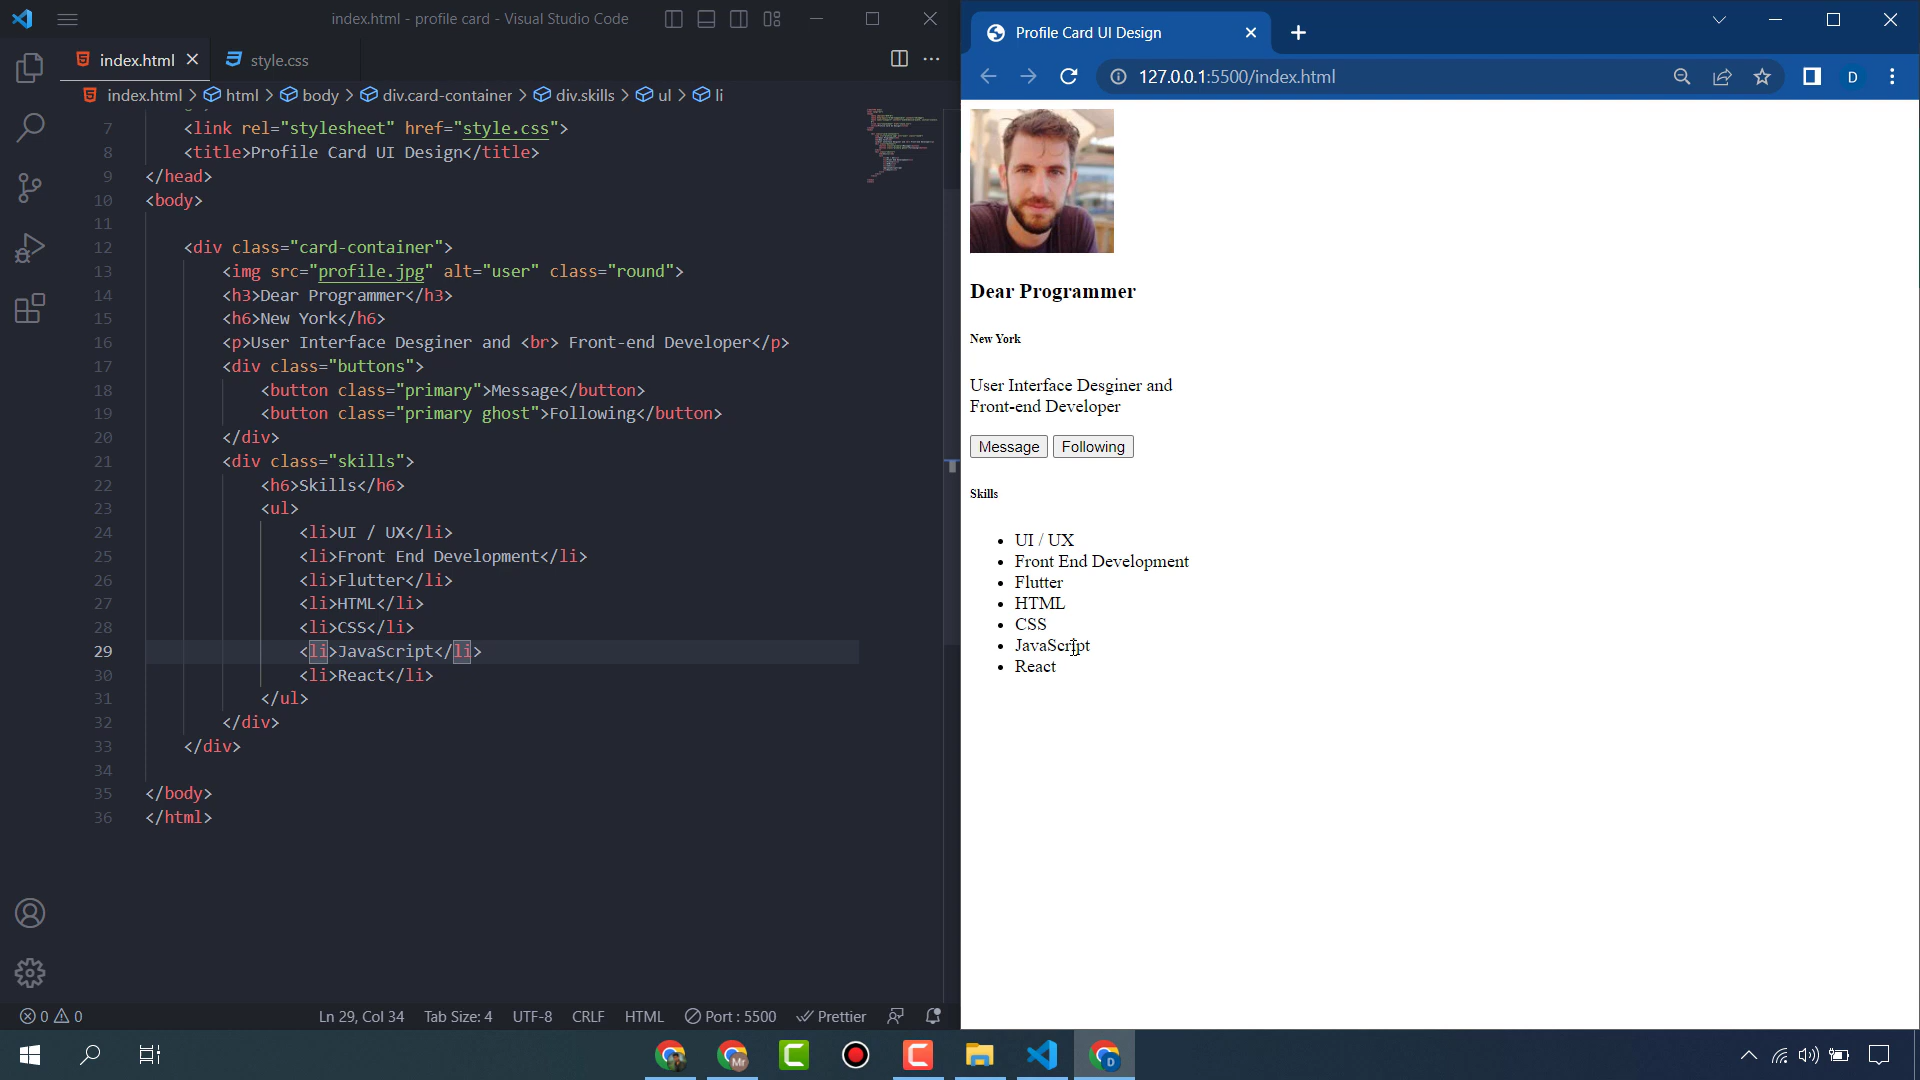 index.html - profile card - Visual Studio Code
index.html
style.css
index.html > html > body > div.card-container > div.skills > ul > li
7 <link rel="stylesheet" href="style.css">
8 <title>Profile Card UI Design</title>
9 </head>
10 <body>
11
12 <div class="card-container">
13 <img src="profile.jpg" alt="user" class="round">
14 <h3>Dear Programmer</h3>
15 <h6>New York</h6>
16 <p>User Interface Desginer and <br> Front-end Developer</p>
17 <div class="buttons">
18 <button class="primary">Message</button>
19 <button class="primary ghost">Following</button>
20 </div>
21 <div class="skills">
22 <h6>Skills</h6>
23 <ul>
24 <li>UI / UX</li>
25 <li>Front End Development</li>
26 <li>Flutter</li>
27 <li>HTML</li>
28 <li>CSS</li>
29 <li>JavaScript</li>
30 <li>React</li>
31 </ul>
32 </div>
33 </div>
34
35 </body>
36 </html>
0 0 Ln 29, Col 34 Tab Size: 4 UTF-8 CRLF HTML Port : 5500 Prettier
Profile Card UI Design
127.0.0.1:5500/index.html
D
Dear Programmer
New York
User Interface Desginer and
Front-end Developer
Message Following
Skills
• UI / UX
• Front End Development
• Flutter
• HTML
• CSS
• JavaScript
• React
Mr
D